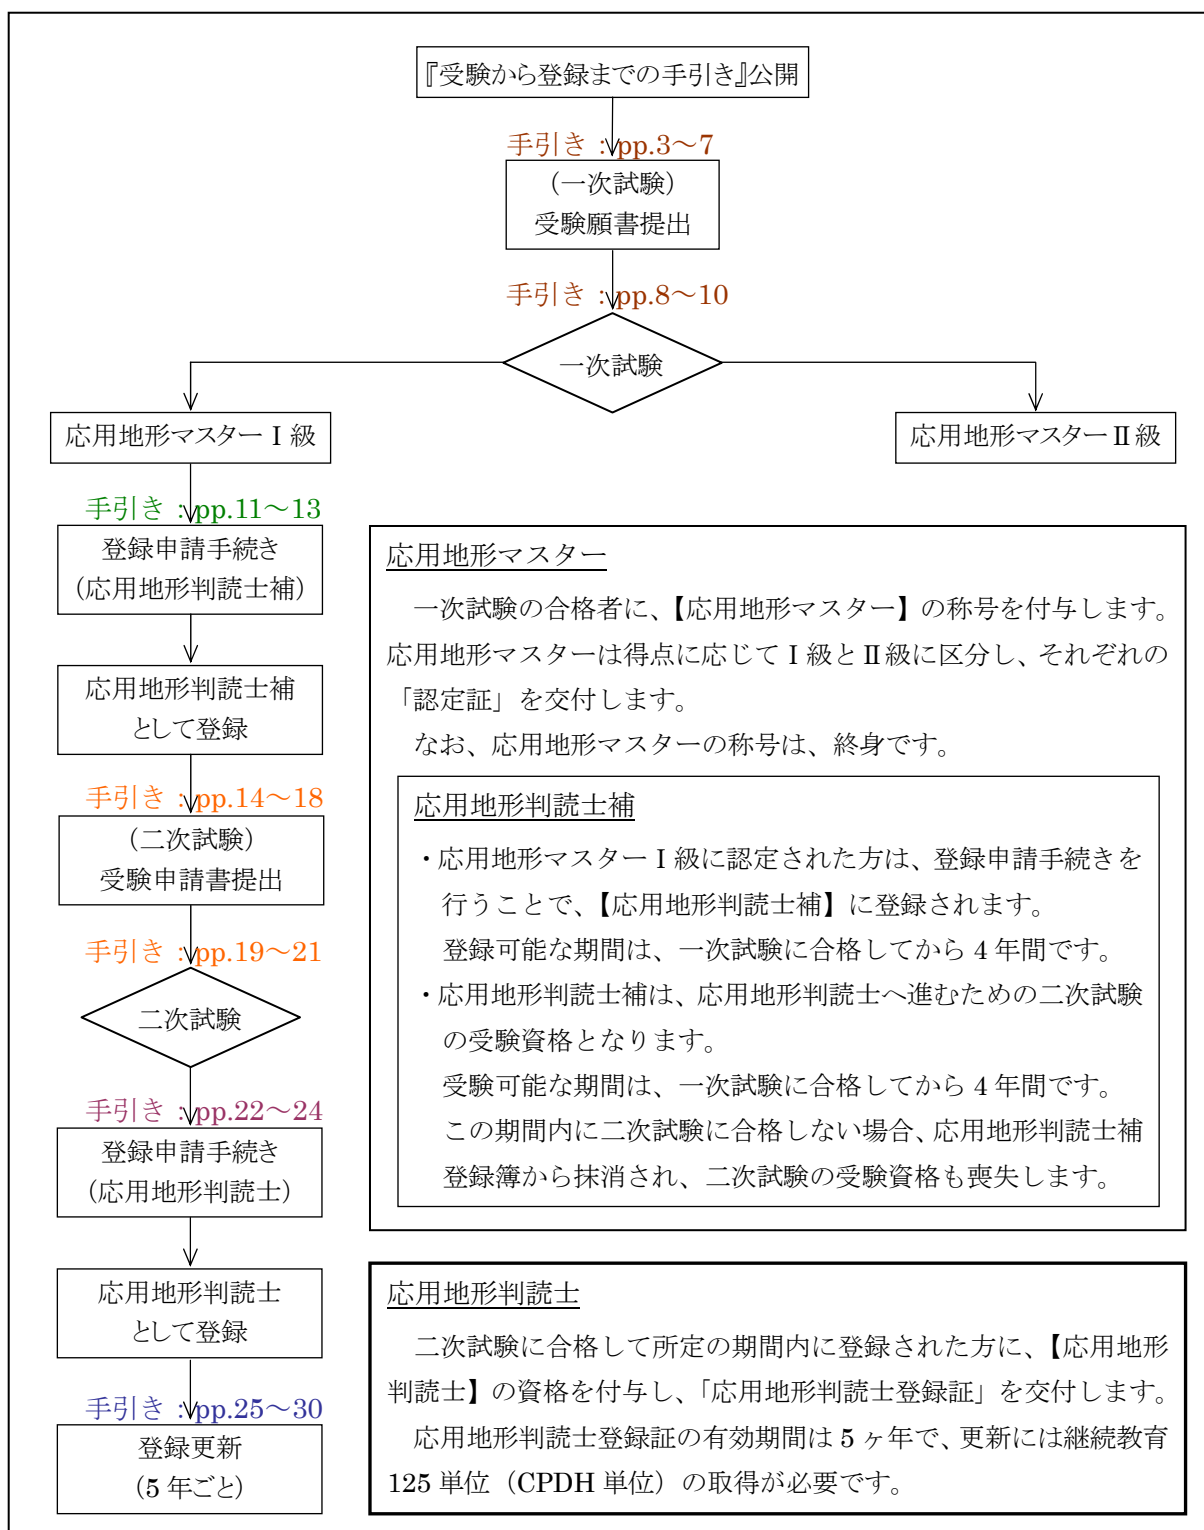 『受験から登録までの手引き』公開
手引き：pp.3～7
（一次試験）
受験願書提出
手引き：pp.8～10
一次試験
応用地形マスターⅠ級
応用地形マスターⅡ級
手引き：pp.11～13
登録申請手続き
(応用地形判読士補)
応用地形判読士補
として登録
手引き：pp.14～18
（二次試験）
受験申請書提出
手引き：pp.19～21
二次試験
手引き：pp.22～24
登録申請手続き
(応用地形判読士)
応用地形判読士
として登録
手引き：pp.25～30
登録更新
(5年ごと)
応用地形マスター
一次試験の合格者に、【応用地形マスター】の称号を付与します。
応用地形マスターは得点に応じてⅠ級とⅡ級に区分し、それぞれの
「認定証」を交付します。
なお、応用地形マスターの称号は、終身です。
応用地形判読士補
・応用地形マスターⅠ級に認定された方は、登録申請手続きを
行うことで、【応用地形判読士補】に登録されます。
登録可能な期間は、一次試験に合格してから4年間です。
・応用地形判読士補は、応用地形判読士へ進むための二次試験
の受験資格となります。
受験可能な期間は、一次試験に合格してから4年間です。
この期間内に二次試験に合格しない場合、応用地形判読士補
登録簿から抹消され、二次試験の受験資格も喪失します。
応用地形判読士
二次試験に合格して所定の期間内に登録された方に、【応用地形
判読士】の資格を付与し、「応用地形判読士登録証」を交付します。
応用地形判読士登録証の有効期間は5ヶ年で、更新には継続教育
125単位（CPDH単位）の取得が必要です。